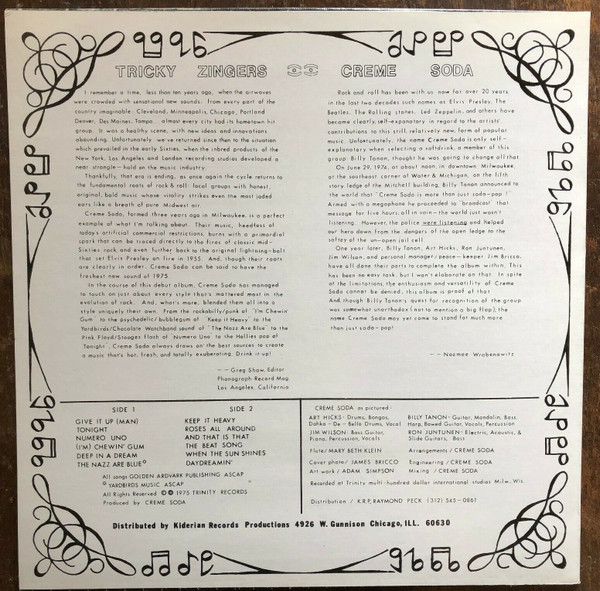 TRICKY ZINGERS CREME SODA
I remember a time, less than ten years ago, when the airwaves
were crowded with sensational new sounds. From every part of the
country imaginable: Cleveland, Minneapolis, Chicago, Portland
Denver, Des Moines, Tampa... almost every city had its hometown hit
group. It was a healthy scene, with new ideas and innovations
abounding. Unfortunately we've returned since then to the situation
which prevailed in the early Sixties, when the inbred products of the
New York, Los Angeles and London recording studios developed a
near strangle-hold on the music industry.
Thankfully, that era is ending, as once again the cycle returns to
the fundamental roots of rock & roll: local groups with honest,
original, bold music whose vitality strikes even the most jaded
ears like a breath of pure Midwest air.
Creme Soda, formed three years ago in Milwaukee, is a perfect
example of what I'm talking about. Their music, heedless of
today's artificial commercial restrictions, burns with a primordial
spark that can be traced directly to the fires of classic mid-
Sixties rock, and even further back to the original lightning-bolt
that set Elvis Presley on fire in 1955. And, though their roots
are clearly in order, Creme Soda can be said to have the
freshest new sound of 1975.
In the course of this debut album, Creme Soda has managed
to touch on just about every style that's mattered most in the
evolution of rock. And, what's more, blended them all into a
style uniquely their own. From the rockabilly/punk of "I'm Chewin'
Gum" to the psychedelic/bubblegum of "Keep It Heavy" to the
Yardbirds/Chocolate Watchband sound of "The Nazz Are Blue" to the
Pink Floyd/Stooges flash of "Numero Uno" to the Hollies pop of
"Tonight", Creme Soda always draws on the best sources to create
a music that's hot, fresh, and totally exuberating. Drink it up!
-- Greg Shaw, Editor
Phonograph Record Mag.
Los Angeles, California
Rock and roll has been with us now for over 20 years.
In the last two decades such names as Elvis Presley, The
Beatles, The Rolling Stones, Led Zeppelin, and others have
become clearly self-explanatory in regard to the artists'
contributions to this still, relatively new, form of popular
music. Unfortunately, the name Creme Soda is only self-
explanatory when selecting a softdrink, a member of this
group, Billy Tanon, thought he was going to change all that.
On June 29, 1974, at about noon, in downtown Milwaukee,
at the southeast corner of Water & Michigan, on the fifth
story ledge of the Mitchell building, Billy Tanon announced to
the world that "Creme Soda is more than just soda-pop"!
Armed with a megaphone he proceeded to "broadcast" that
message for five hours, all in vain - the world just wasn't
listening. However, the police were listening and helped
our hero down from the dangers of the open ledge to the
safety of the un-open jail cell.
One year later, Billy Tanon, Art Hicks, Ron Juntunen,
Jim Wilson, and personal manager/peace-keeper Jim Brisco,
have all done their parts to complete the album within. This
has been no easy task, but I won't elaborate on that. In spite
of the limitations, the enthusiasm and versatility of Creme
Soda cannot be denied, this album is proof of that.
And, though Billy Tanon's quest for recognition of the group
was somewhat unorthodox (not to mention a big flop), the
name Creme Soda may yet come to stand for much more
than just soda-pop!
-- Naomae Wrobenowitz
SIDE 1 SIDE 2
GIVE IT UP (MAN) KEEP IT HEAVY
TONIGHT ROSES ALL AROUND
NUMERO UNO AND THAT IS THAT
(I'M) CHEWIN' GUM THE BEAT SONG
DEEP IN A DREAM WHEN THE SUN SHINES
THE NAZZ ARE BLUE° DAYDREAMIN'
All songs GOLDEN AARDVARK PUBLISHING ASCAP
°YARDBIRDS MUSIC ASCAP
All Rights Reserved ©℗ 1975 TRINITY RECORDS
Produced by CREME SODA
CREME SODA as pictured:
ART HICKS - Drums, Bongos,
Dahka-De-Bello Drums, Vocal
JIM WILSON: Bass Guitar,
Piano, Percussion, Vocals
BILLY TANON - Guitar, Mandolin, Bass,
Harp, Bowed Guitar, Vocals, Percussion
RON JUNTUNEN: Electric, Acoustic, &
Slide Guitars, Bass
Flute/ MARY BETH KLEIN Arrangements / CREME SODA
Cover photo/ JAMES BRICCO Engineering / CREME SODA
Art work/ ADAM SIMPSON Mixing / CREME SODA
Recorded at Trinity multi-hundred dollar international studios Milw., Wis.
Distribution / K.R.P., RAYMOND PECK (312) 545-0861
Distributed by Kiderian Records Productions 4926 W. Gunnison Chicago, ILL. 60630